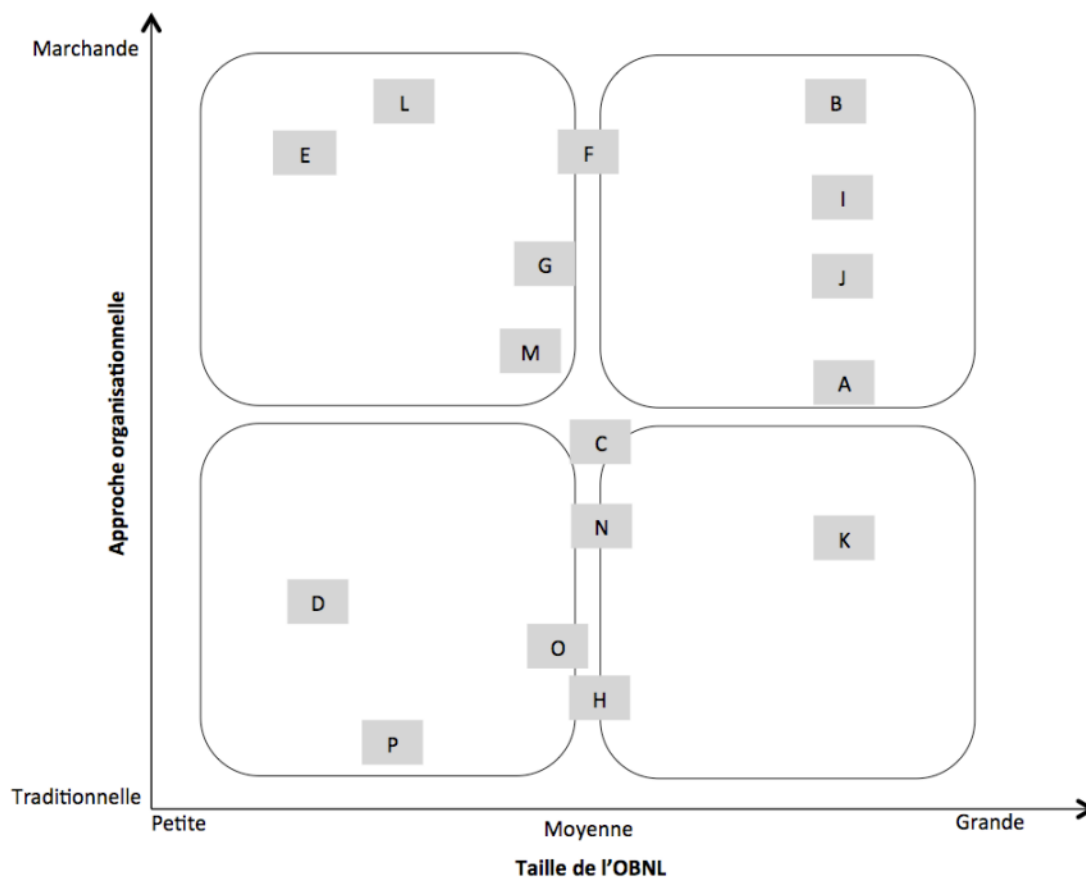 Marchande
L
B
E
F
I
G
J
M
A
Approche organisationnelle
C
N
K
D
O
H
P
Traditionnelle
Petite
Moyenne
Grande
Taille de l'OBNL